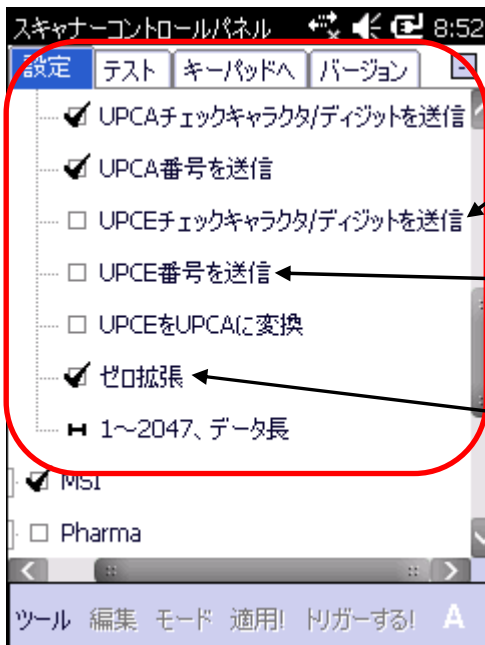 スキャナーコントロールパネル 8:52
設定 テスト キーパッドへ バージョン
UPCAチェックキャラクタ/ディジットを送信
UPCA番号を送信
UPCEチェックキャラクタ/ディジットを送信
UPCE番号を送信
UPCEをUPCAに変換
ゼロ拡張
1～2047、データ長
MSI
Pharma
ツール 編集 モード 適用! トリガーする! A